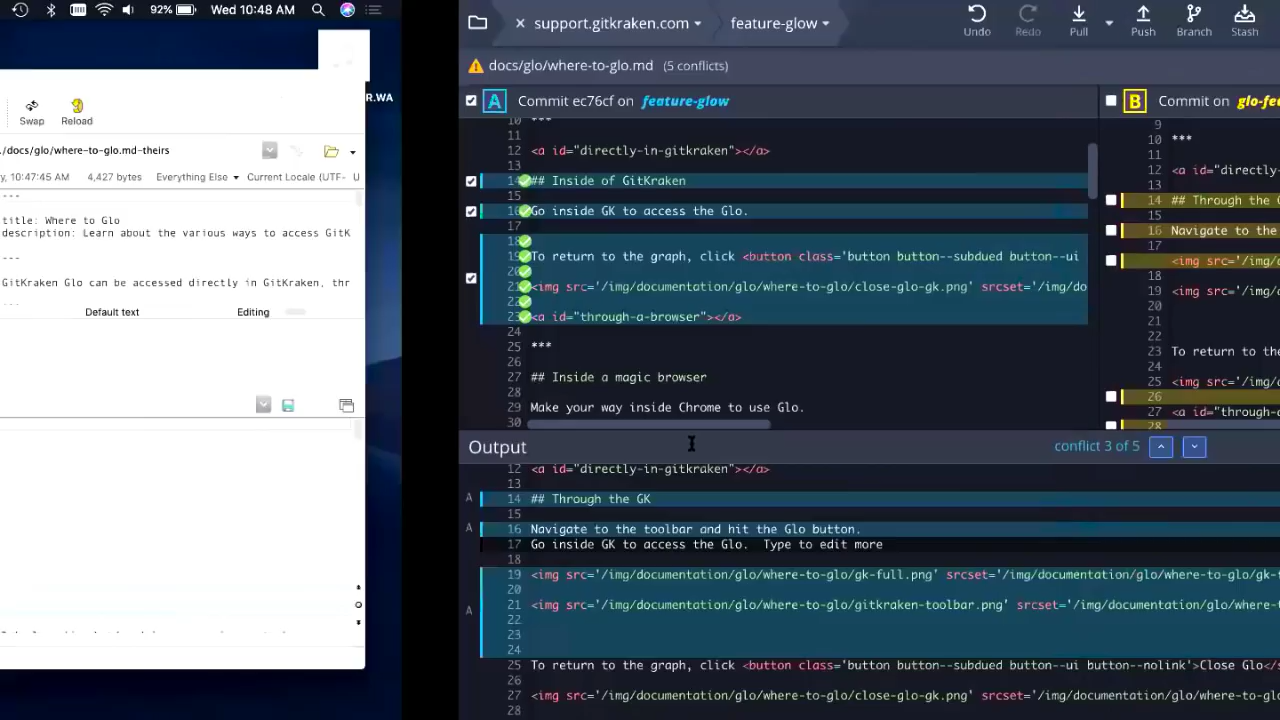 92% Wed 10:48 AM
R.WA
Swap
Reload
./docs/glo/where-to-glo.md-theirs
y, 10:47:45 AM 4,427 bytes Everything Else Current Locale (UTF- U
---
title: Where to Glo
description: Learn about the various ways to access GitK
---
GitKraken Glo can be accessed directly in GitKraken, thr
Default text
Editing
support.gitkraken.com
feature-glow
Undo
Redo
Pull
Push
Branch
Stash
docs/glo/where-to-glo.md (5 conflicts)
A Commit ec76cf on feature-glow
10 ***
11
12 <a id="directly-in-gitkraken"></a>
13
14 ## Inside of GitKraken
15
16 Go inside GK to access the Glo.
17
18
19 To return to the graph, click <button class='button button--subdued button--ui
20
21 <img src='/img/documentation/glo/where-to-glo/close-glo-gk.png' srcset='/img/do
22
23 <a id="through-a-browser"></a>
24
25 ***
26
27 ## Inside a magic browser
28
29 Make your way inside Chrome to use Glo.
30
B Commit on glo-fe
9
10 ***
11
12 <a id="directly-
13
14 ## Through the G
15
16 Navigate to the
17
<img src='/img/d
18
19 <img src='/img/d
20
21
22
23 To return to the
24
25 <img src='/img/d
26
27 <a id="through-a
28
Output
conflict 3 of 5
12 <a id="directly-in-gitkraken"></a>
13
A 14 ## Through the GK
15
A 16 Navigate to the toolbar and hit the Glo button.
17 Go inside GK to access the Glo. Type to edit more
18
19 <img src='/img/documentation/glo/where-to-glo/gk-full.png' srcset='/img/documentation/glo/where-to-glo/gk-
20
A 21 <img src='/img/documentation/glo/where-to-glo/gitkraken-toolbar.png' srcset='/img/documentation/glo/where-t
22
23
24
25 To return to the graph, click <button class='button button--subdued button--ui button--nolink'>Close Glo</
26
27 <img src='/img/documentation/glo/where-to-glo/close-glo-gk.png' srcset='/img/documentation/glo/where-to-glo
28